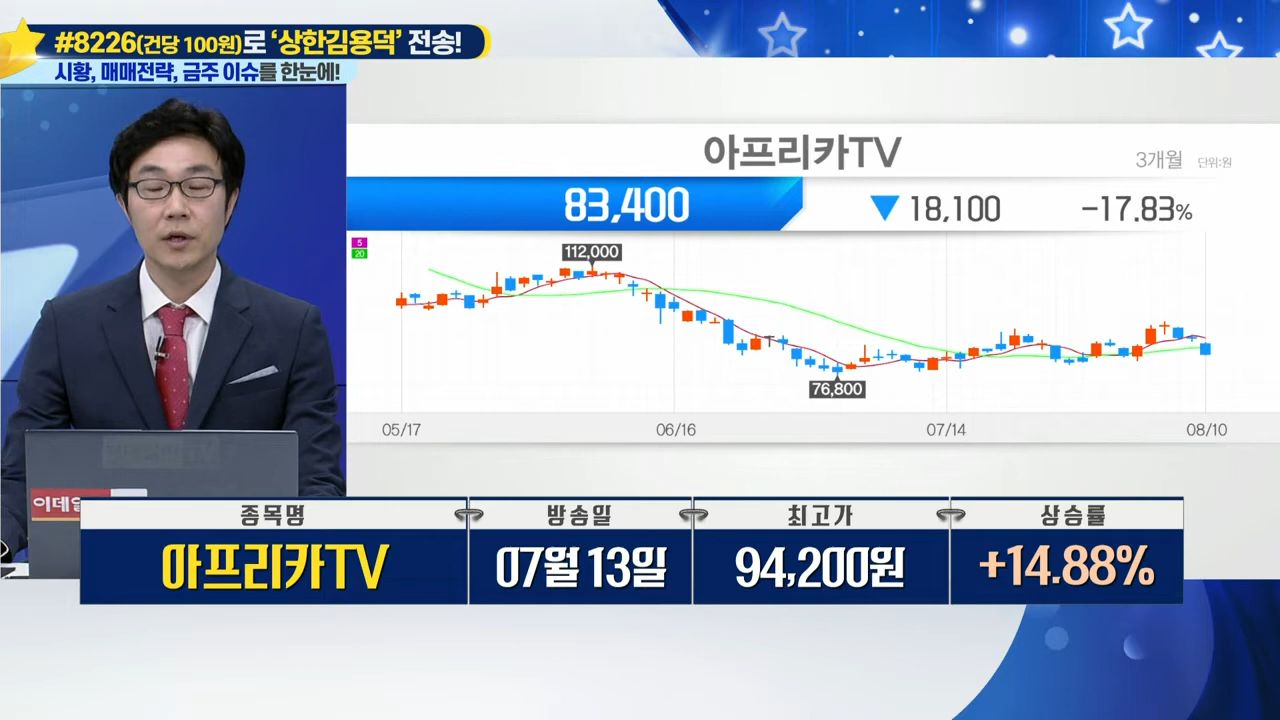 #8226(건당 100원)로 ‘상한김용덕’ 전송!
시황, 매매전략, 금주 이슈를 한눈에!
아프리카TV
3개월 단위:원
83,400 ▼ 18,100 -17.83%
5
20
112,000
76,800
05/17 06/16 07/14 08/10
이데일
종목명 방송일 최고가 상승률
아프리카TV 07월 13일 94,200원 +14.88%